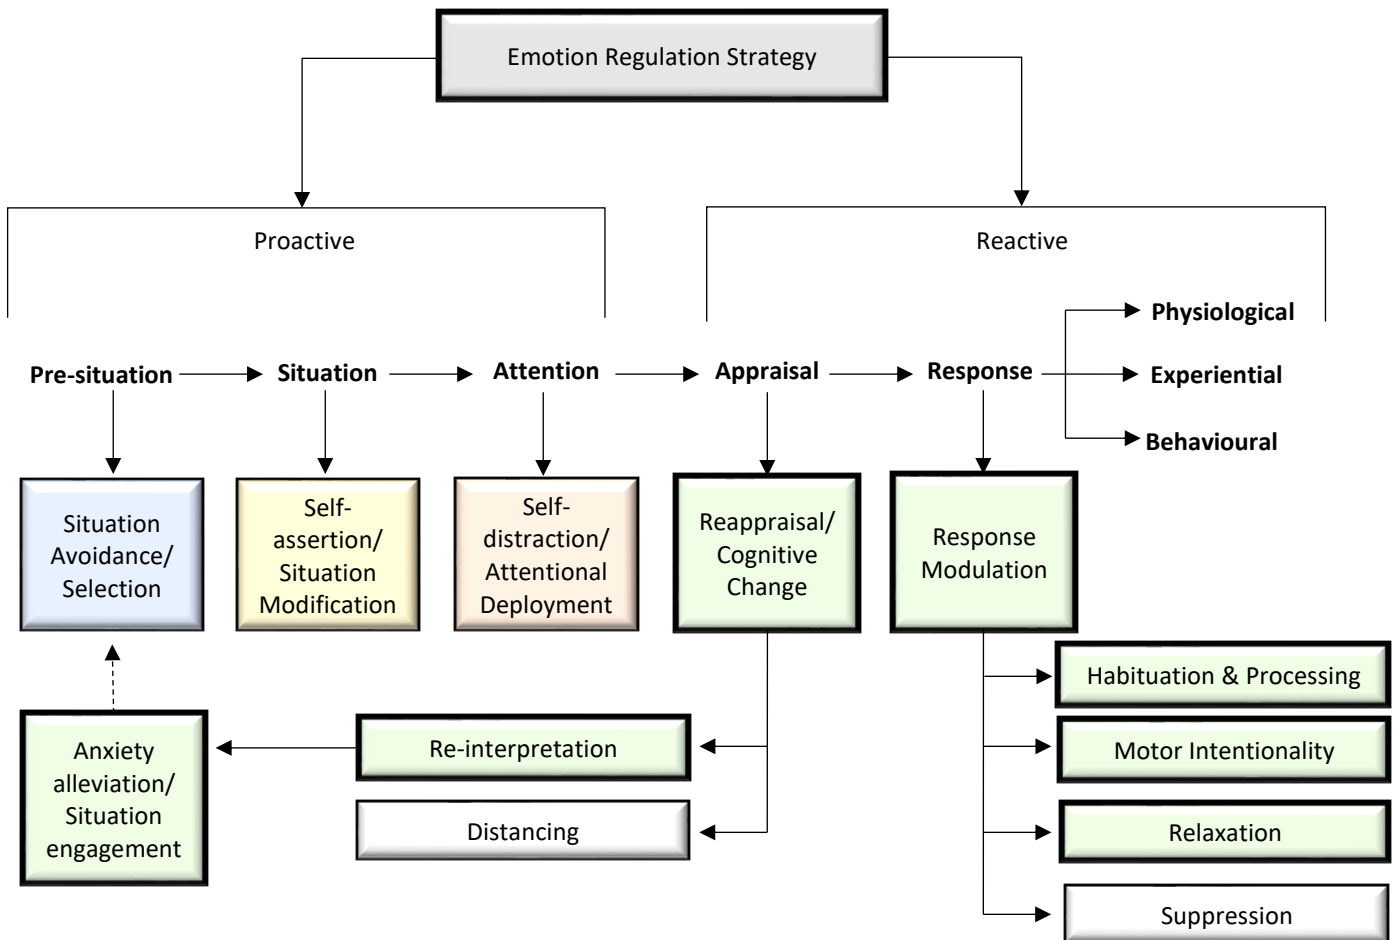 Emotion Regulation Strategy
Proactive
Reactive
Physiological
Pre-situation
Situation
Attention
Appraisal
Response
Experiential
Behavioural
Situation
Avoidance/
Selection
Self-
assertion/
Situation
Modification
Self-
distraction/
Attentional
Deployment
Reappraisal/
Cognitive
Change
Response
Modulation
Habituation & Processing
Anxiety
alleviation/
Situation
engagement
Re-interpretation
Motor Intentionality
Distancing
Relaxation
Suppression